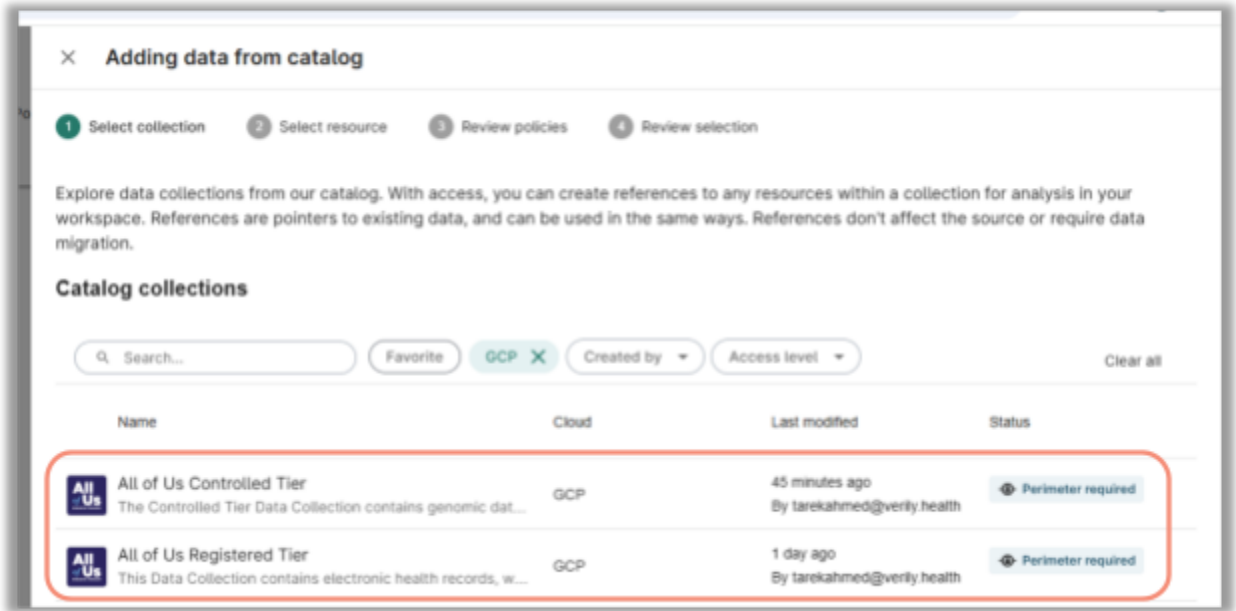 Adding data from catalog
1 Select collection 2 Select resource 3 Review policies 4 Review selection
Explore data collections from our catalog. With access, you can create references to any resources within a collection for analysis in your
workspace. References are pointers to existing data, and can be used in the same ways. References don't affect the source or require data
migration.
Catalog collections
Search... Favorite GCP Created by Access level Clear all
Name Cloud Last modified Status
All of Us All of Us Controlled Tier GCP 45 minutes ago Perimeter required
The Controlled Tier Data Collection contains genomic dat... By tarekahmed@verily.health
All of Us All of Us Registered Tier GCP 1 day ago Perimeter required
This Data Collection contains electronic health records, w... By tarekahmed@verily.health